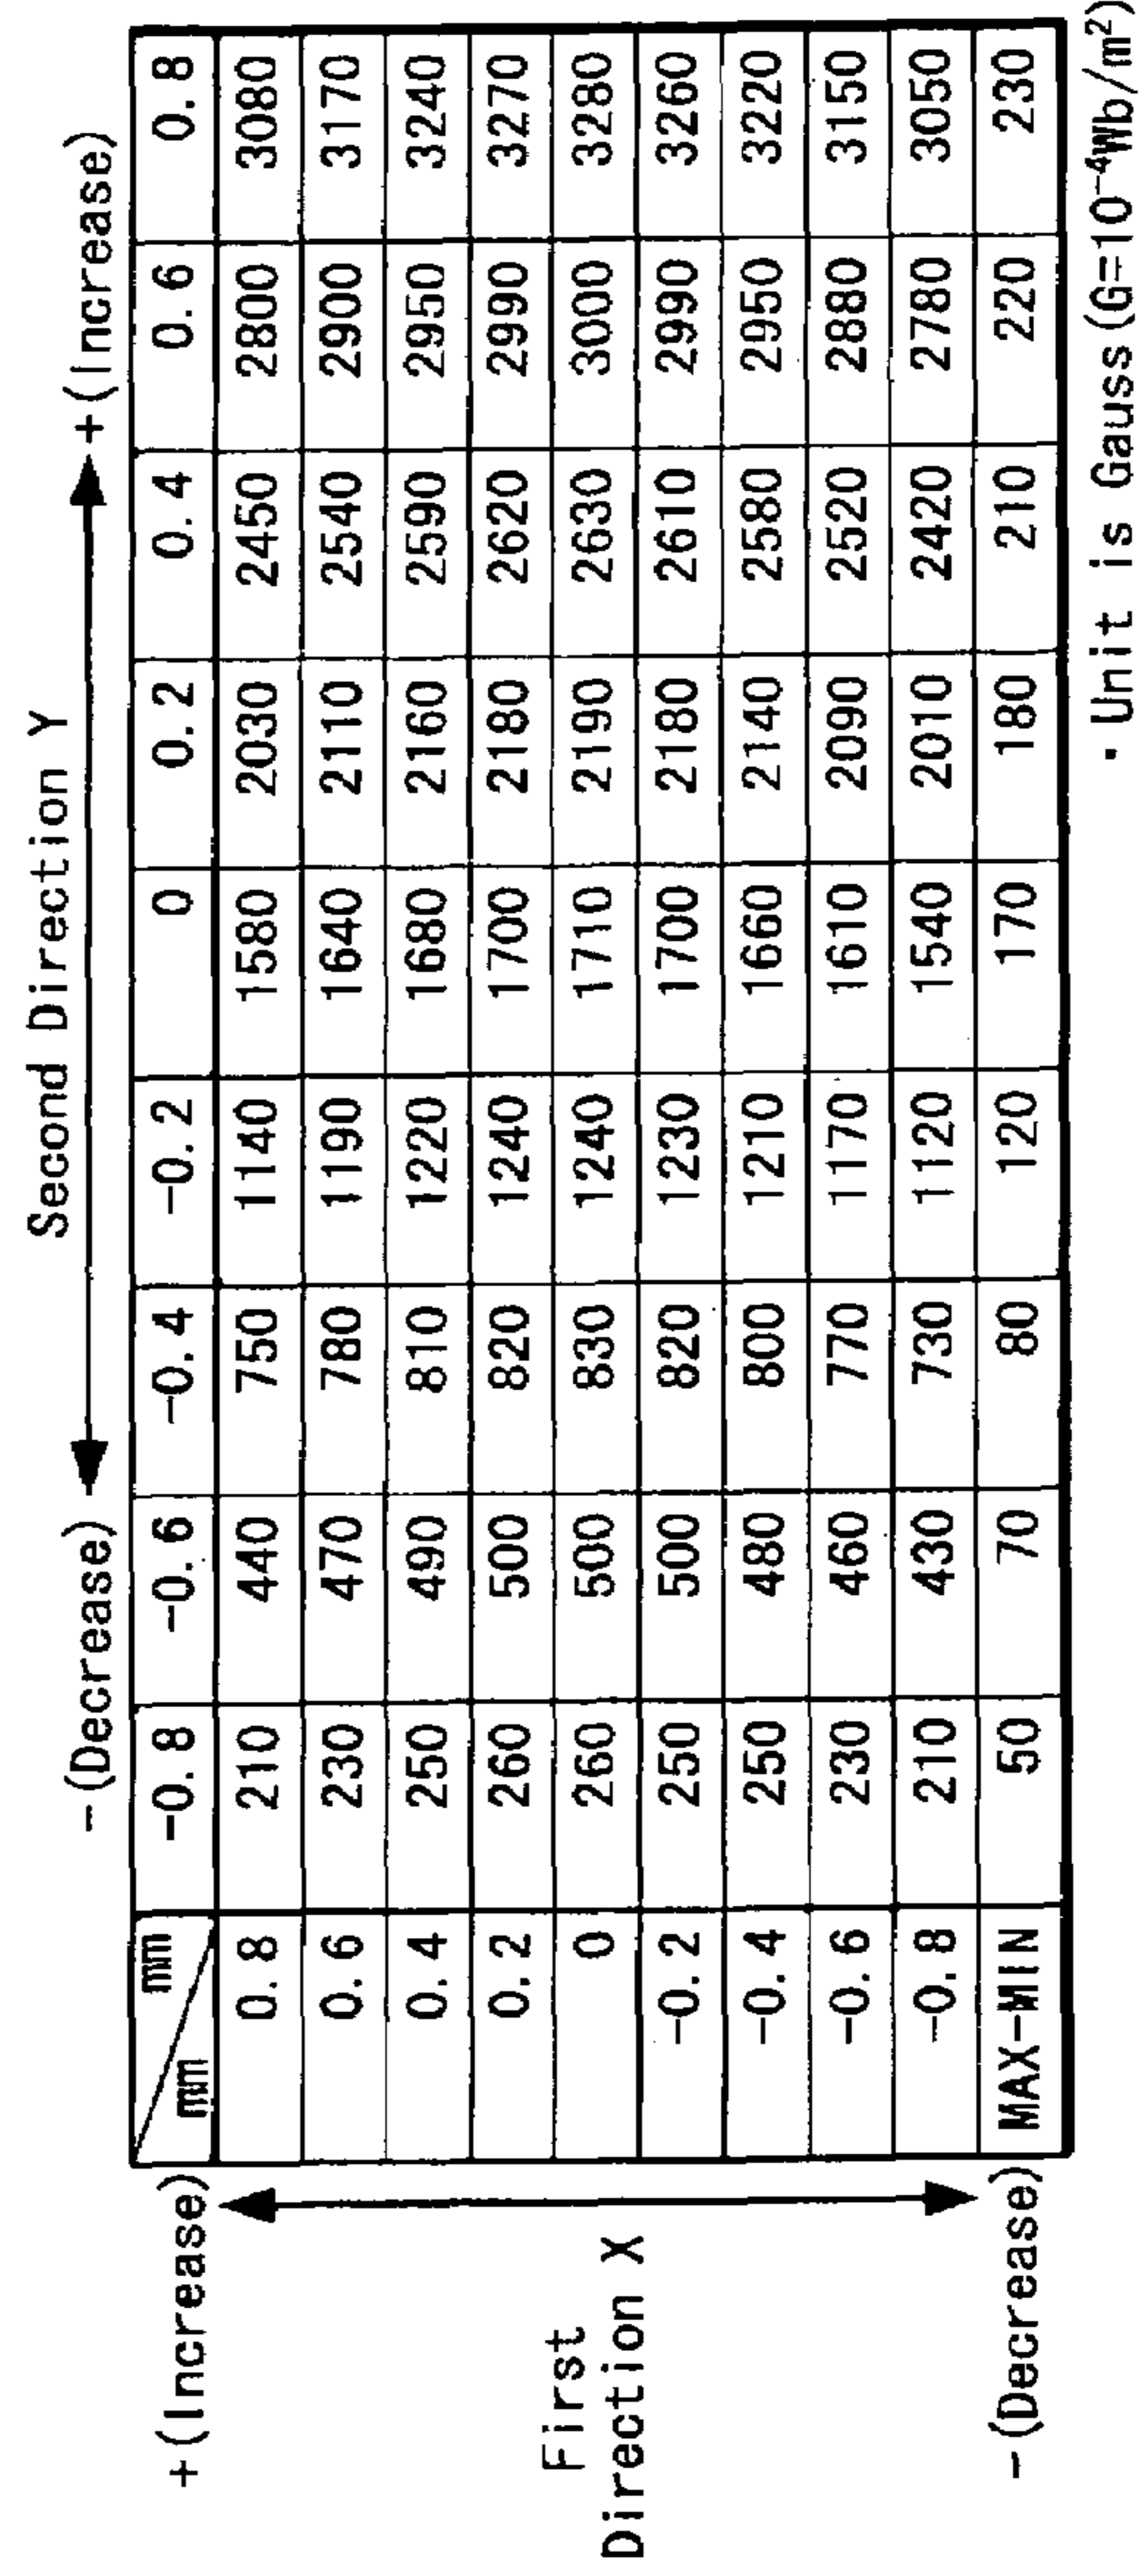 Second Direction Y
−(Decrease) +(Increase)
mm mm −0.8 −0.6 −0.4 −0.2 0 0.2 0.4 0.6 0.8
+(Increase)
First
Direction X
−(Decrease)
0.8 210 440 750 1140 1580 2030 2450 2800 3080
0.6 230 470 780 1190 1640 2110 2540 2900 3170
0.4 250 490 810 1220 1680 2160 2590 2950 3240
0.2 260 500 820 1240 1700 2180 2620 2990 3270
0 260 500 830 1240 1710 2190 2630 3000 3280
−0.2 250 500 820 1230 1700 2180 2610 2990 3260
−0.4 250 480 800 1210 1660 2140 2580 2950 3220
−0.6 230 460 770 1170 1610 2090 2520 2880 3150
−0.8 210 430 730 1120 1540 2010 2420 2780 3050
MAX-MIN 50 70 80 120 170 180 210 220 230
・Unit is Gauss(G=10⁻⁴Wb/m²)